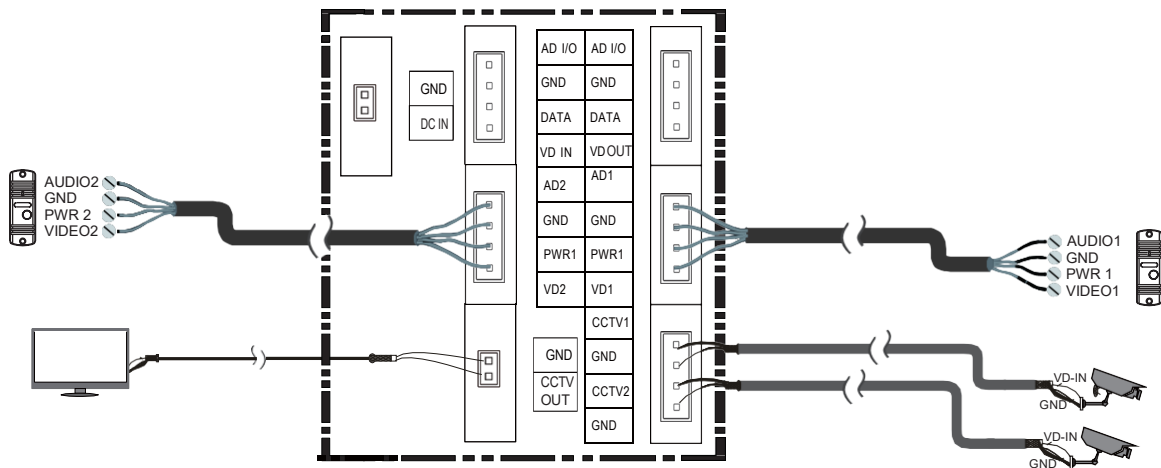 AD I/O AD I/O
GND GND
DATA DATA
VD IN VD OUT
AD2 AD1
GND GND
PWR1 PWR1
VD2 VD1
CCTV1
GND
CCTV2
GND
GND
DC IN
GND
CCTV
OUT
AUDIO2
GND
PWR 2
VIDEO2
AUDIO1
GND
PWR 1
VIDEO1
VD-IN
GND
VD-IN
GND